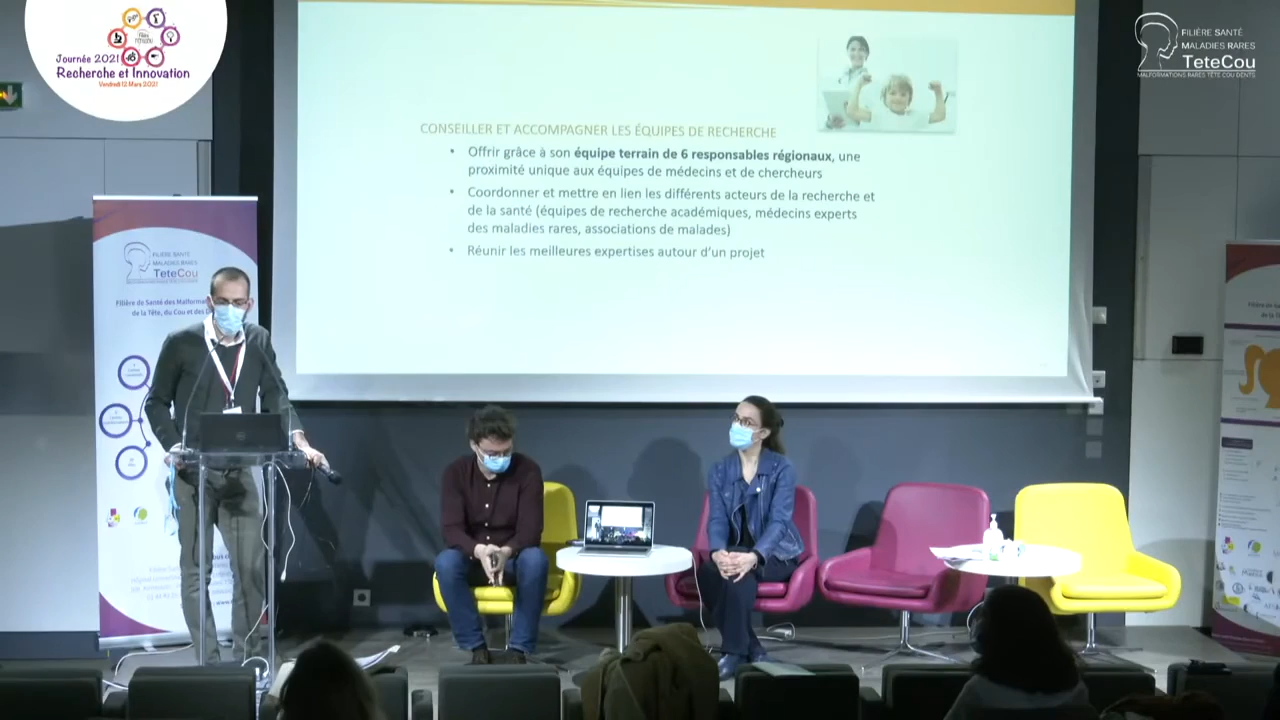 Journée 2021
Recherche et Innovation
Vendredi 12 Mars 2021
FILIÈRE SANTÉ
MALADIES RARES
TeteCou
MALFORMATIONS RARES TÊTE COU DENTS
CONSEILLER ET ACCOMPAGNER LES ÉQUIPES DE RECHERCHE
• Offrir grâce à son équipe terrain de 6 responsables régionaux, une
proximité unique aux équipes de médecins et de chercheurs
• Coordonner et mettre en lien les différents acteurs de la recherche et
de la santé (équipes de recherche académiques, médecins experts
des maladies rares, associations de malades)
• Réunir les meilleures expertises autour d'un projet
FILIÈRE SANTÉ
MALADIES RARES
TeteCou
Filière de Santé des Malformat
de la Tête, du Cou et des D